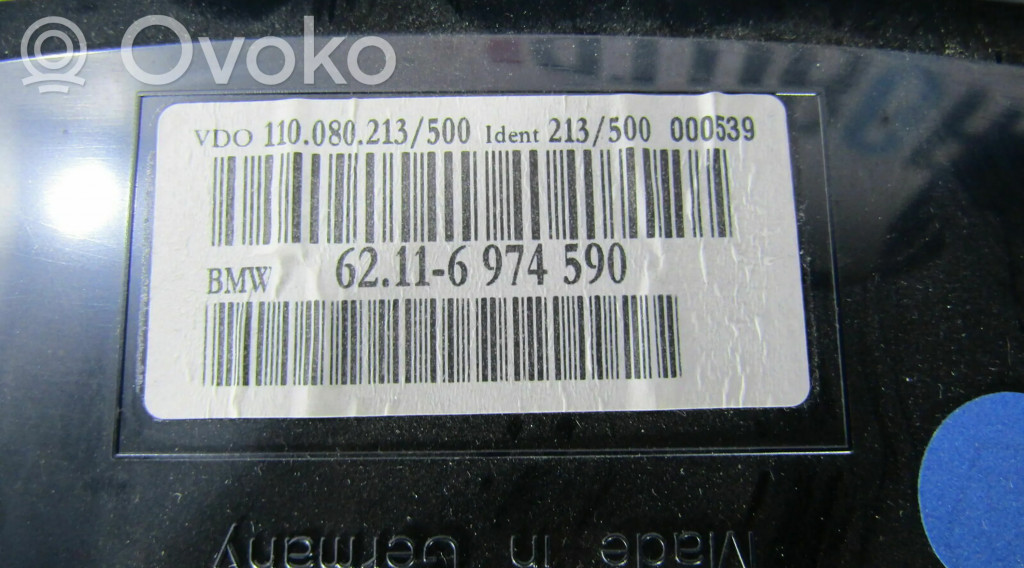 Ovoko
VDO 110.080.213/500 Ident 213/500 000539
BMW 62.11-6 974 590
Made in Germany